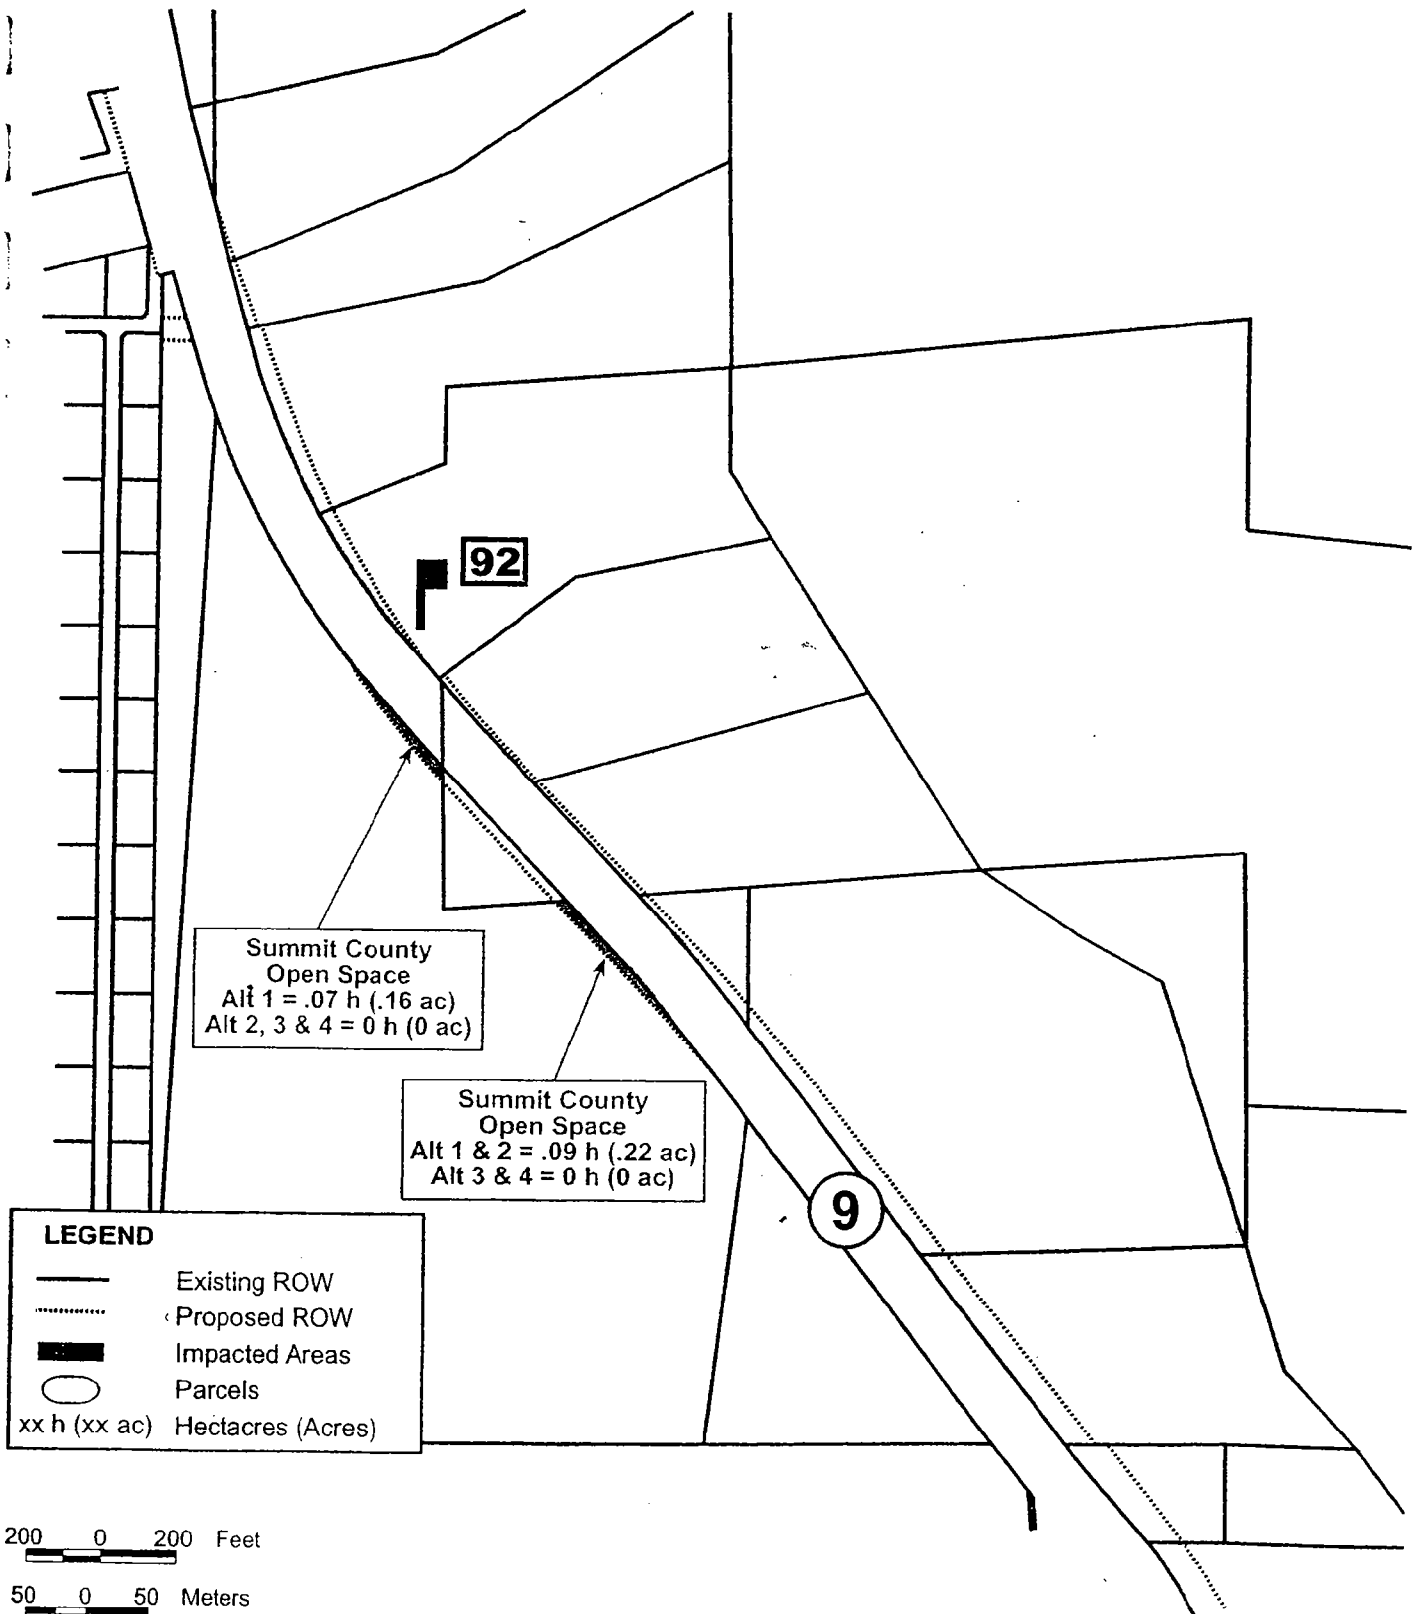 92
Summit County
Open Space
Alt 1 = .07 h (.16 ac)
Alt 2, 3 & 4 = 0 h (0 ac)
Summit County
Open Space
Alt 1 & 2 = .09 h (.22 ac)
Alt 3 & 4 = 0 h (0 ac)
9
LEGEND
Existing ROW
Proposed ROW
Impacted Areas
Parcels
xx h (xx ac) Hectacres (Acres)
200 0 200 Feet
50 0 50 Meters